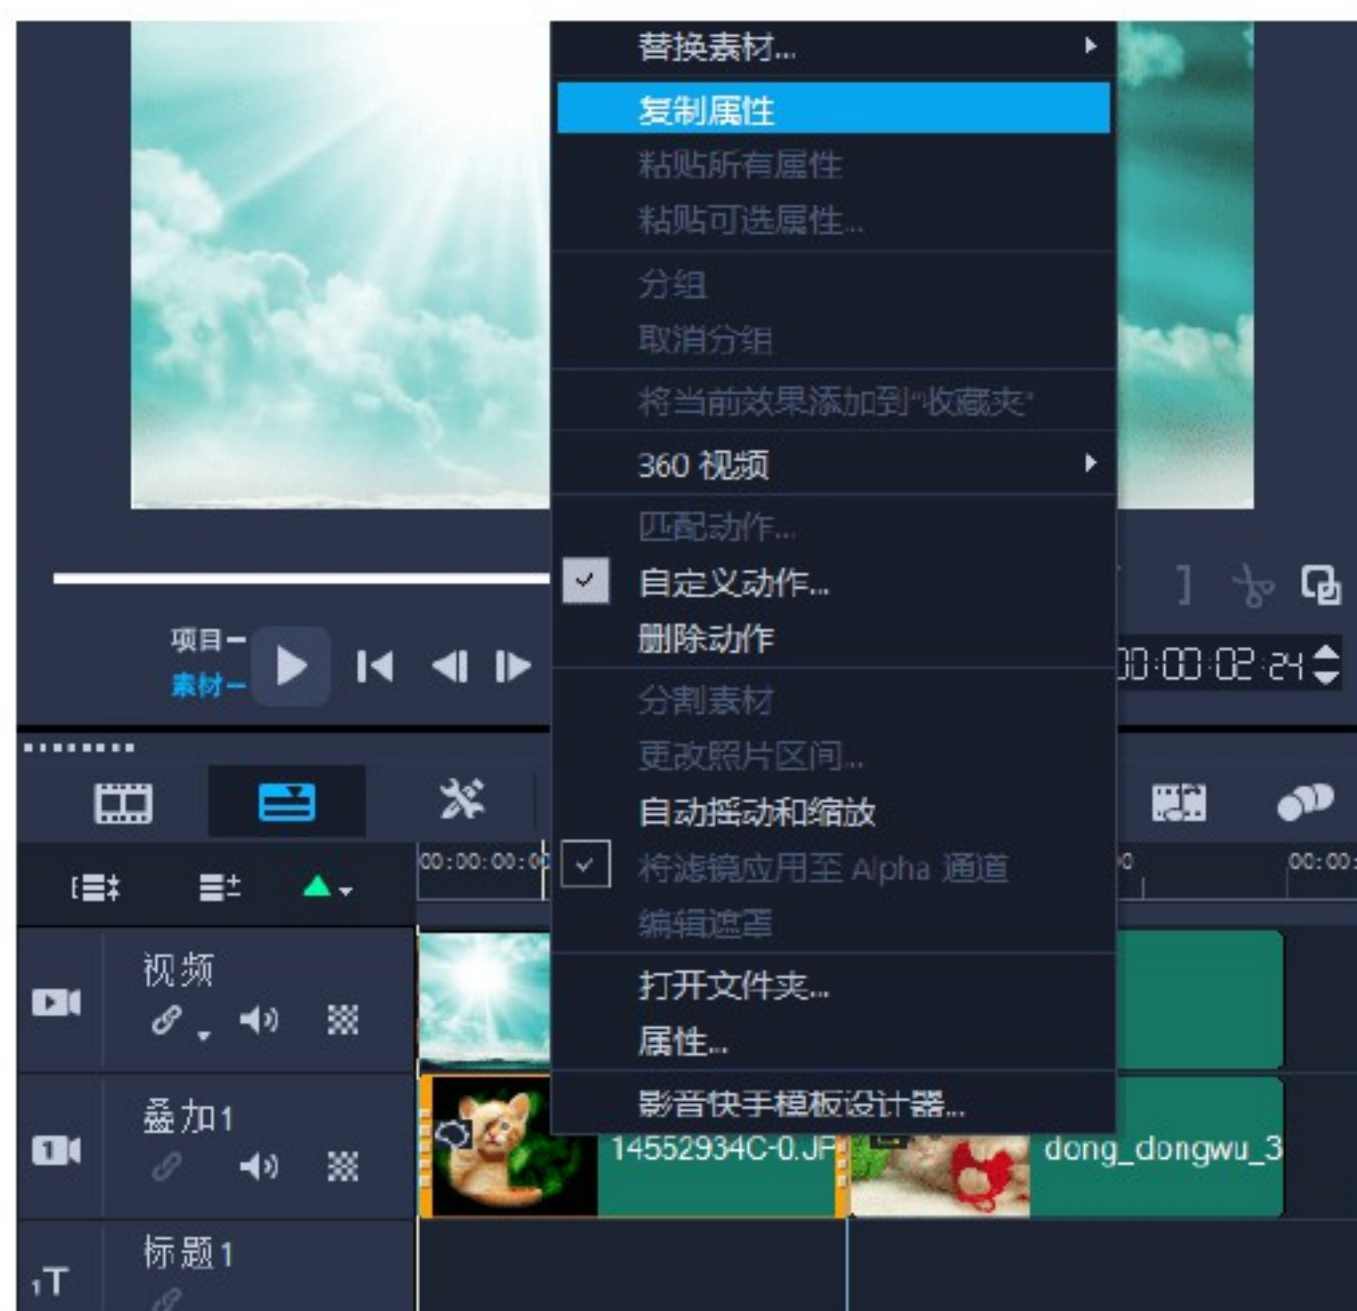 替换素材...
复制属性
粘贴所有属性
粘贴可选属性...
分组
取消分组
将当前效果添加到“收藏夹”
360 视频
匹配动作...
自定义动作...
删除动作
项目
素材
00:00:02:24
分割素材
更改照片区间...
自动摇动和缩放
00:00:00:00
将滤镜应用至 Alpha 通道
00:00:
编辑遮罩
视频
打开文件夹...
属性...
影音快手模板设计器...
叠加1
1
14552934C-0.JP
dong_dongwu_3
标题1
1T